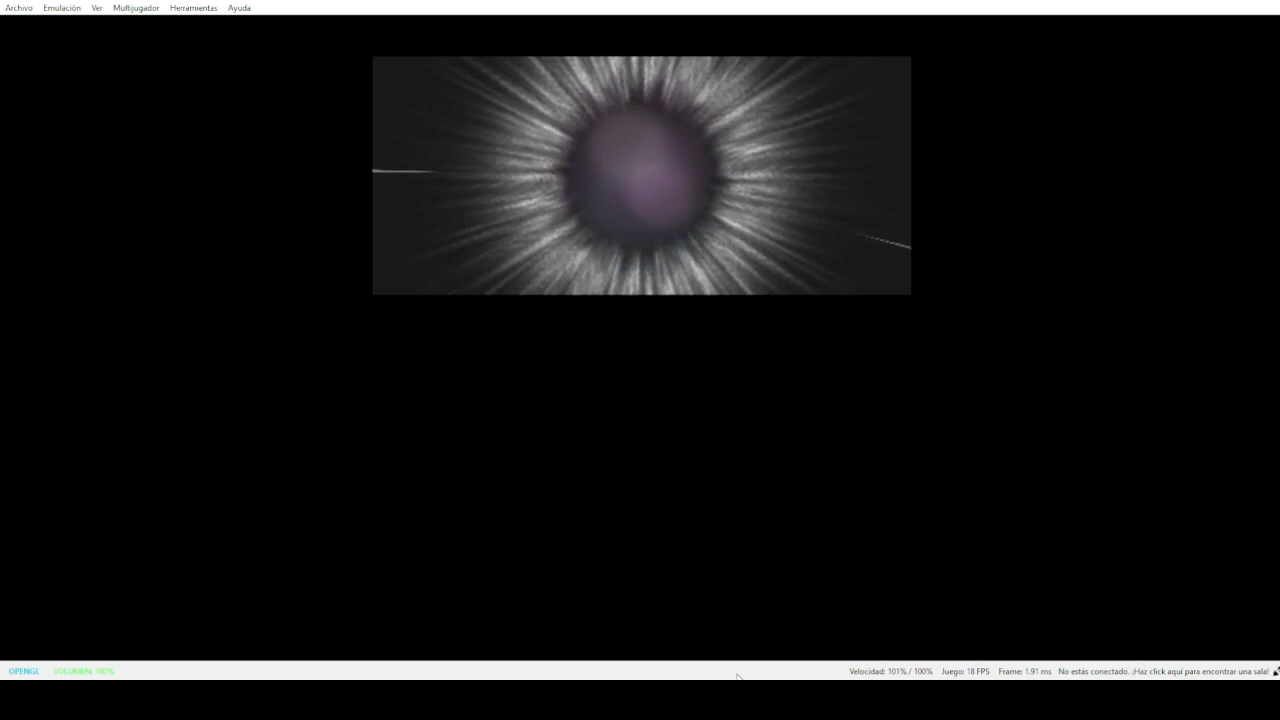 Archivo Emulación Ver Multijugador Herramientas Ayuda
OPENGL VOLUMEN: 100% Velocidad: 101% / 100% Juego: 18 FPS Frame: 1.91 ms No estás conectado. ¡Haz click aquí para encontrar una sala!